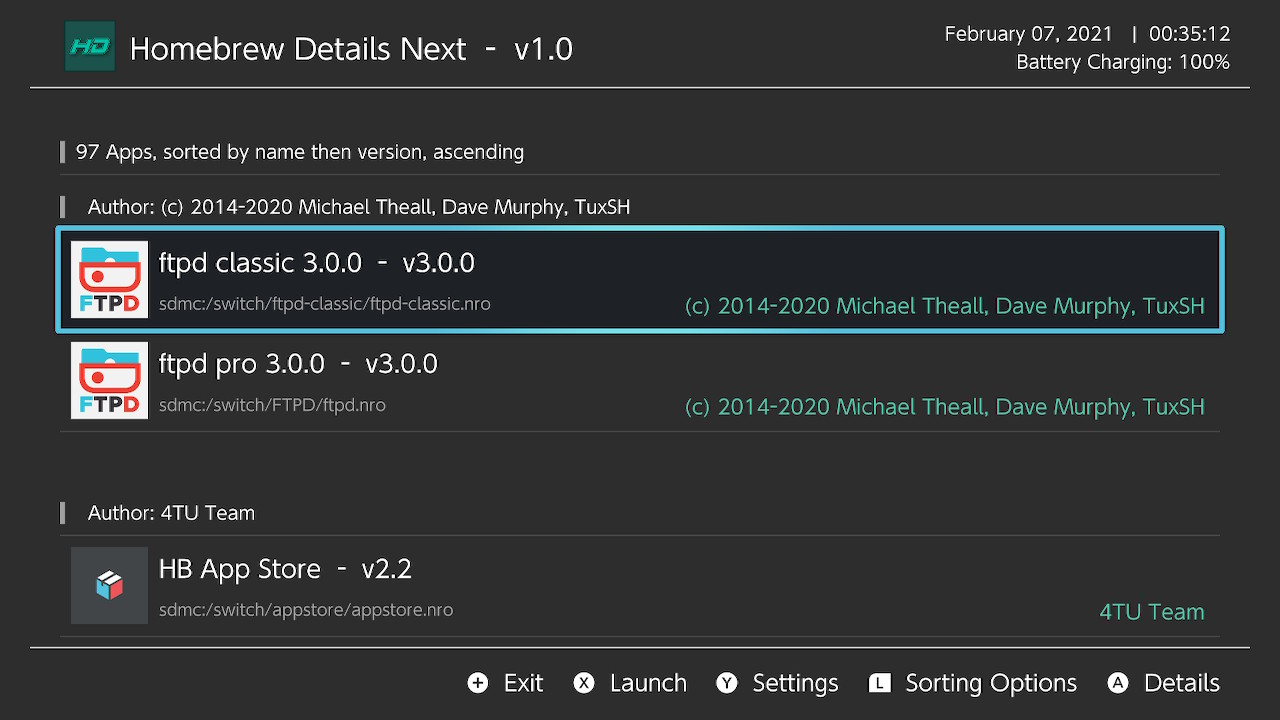 HD
Homebrew Details Next - v1.0
February 07, 2021 | 00:35:12
Battery Charging: 100%
97 Apps, sorted by name then version, ascending
Author: (c) 2014-2020 Michael Theall, Dave Murphy, TuxSH
FTPD
ftpd classic 3.0.0 - v3.0.0
sdmc:/switch/ftpd-classic/ftpd-classic.nro
(c) 2014-2020 Michael Theall, Dave Murphy, TuxSH
FTPD
ftpd pro 3.0.0 - v3.0.0
sdmc:/switch/FTPD/ftpd.nro
(c) 2014-2020 Michael Theall, Dave Murphy, TuxSH
Author: 4TU Team
HB App Store - v2.2
sdmc:/switch/appstore/appstore.nro
4TU Team
+ Exit X Launch Y Settings L Sorting Options A Details